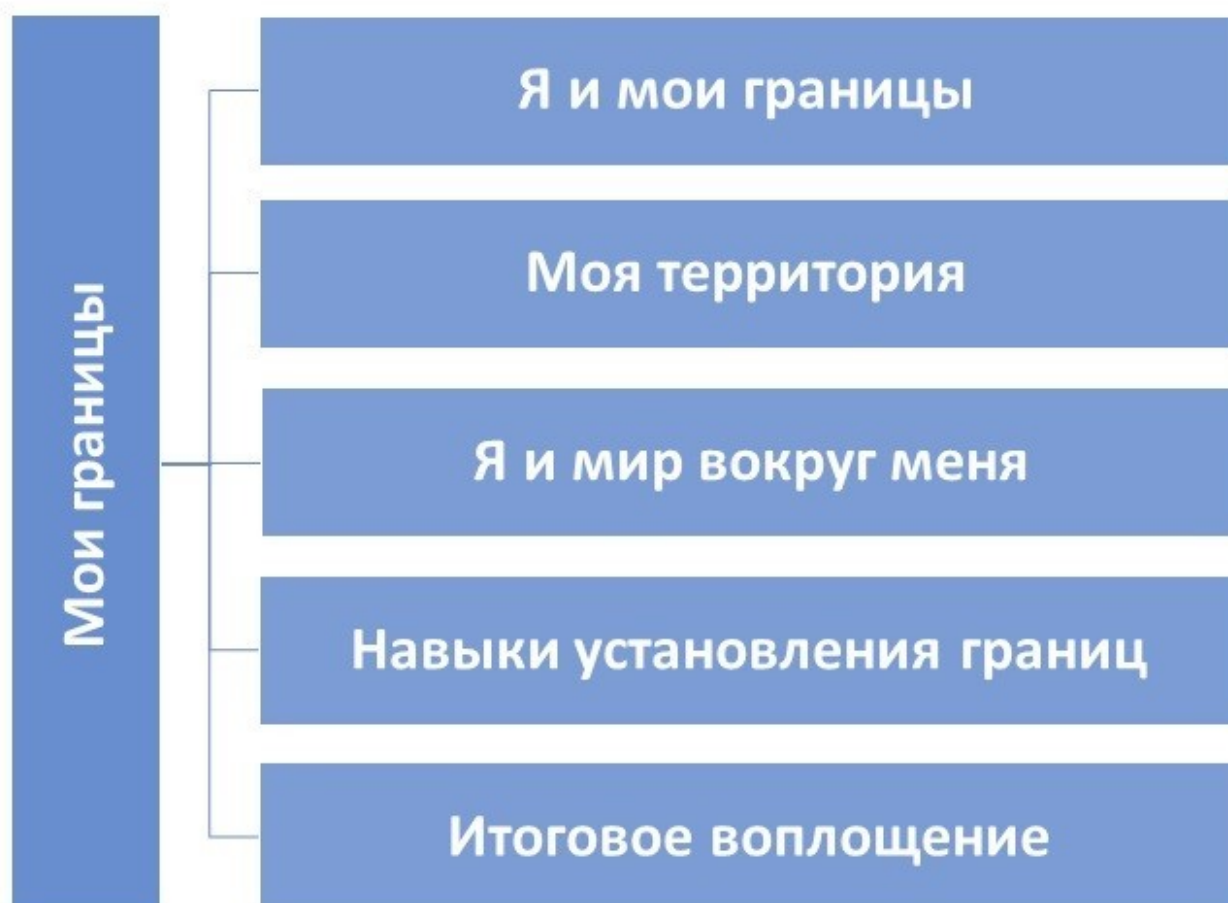 Мои границы
Я и мои границы
Моя территория
Я и мир вокруг меня
Навыки установления границ
Итоговое воплощение